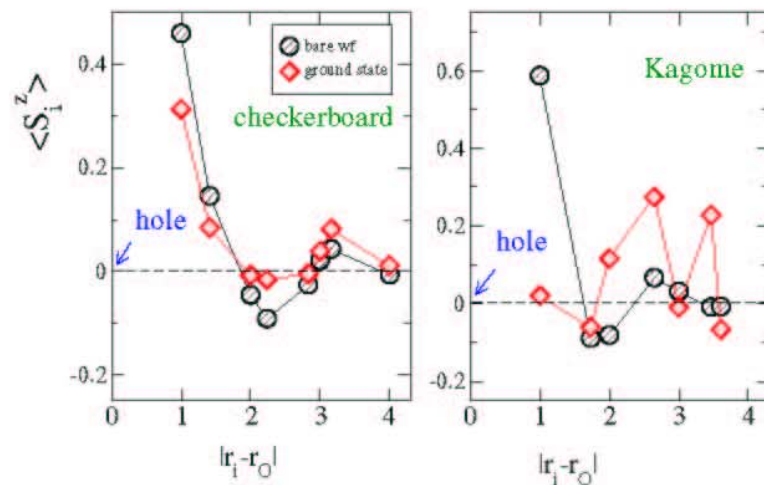 bare wf
ground state
checkerboard
Kagome
hole
hole
<S_i^z>
0.4
0.2
0
-0.2
0.6
0.4
0.2
0
-0.2
0 1 2 3 4
0 1 2 3 4
|r_i-r_O|
|r_i-r_O|